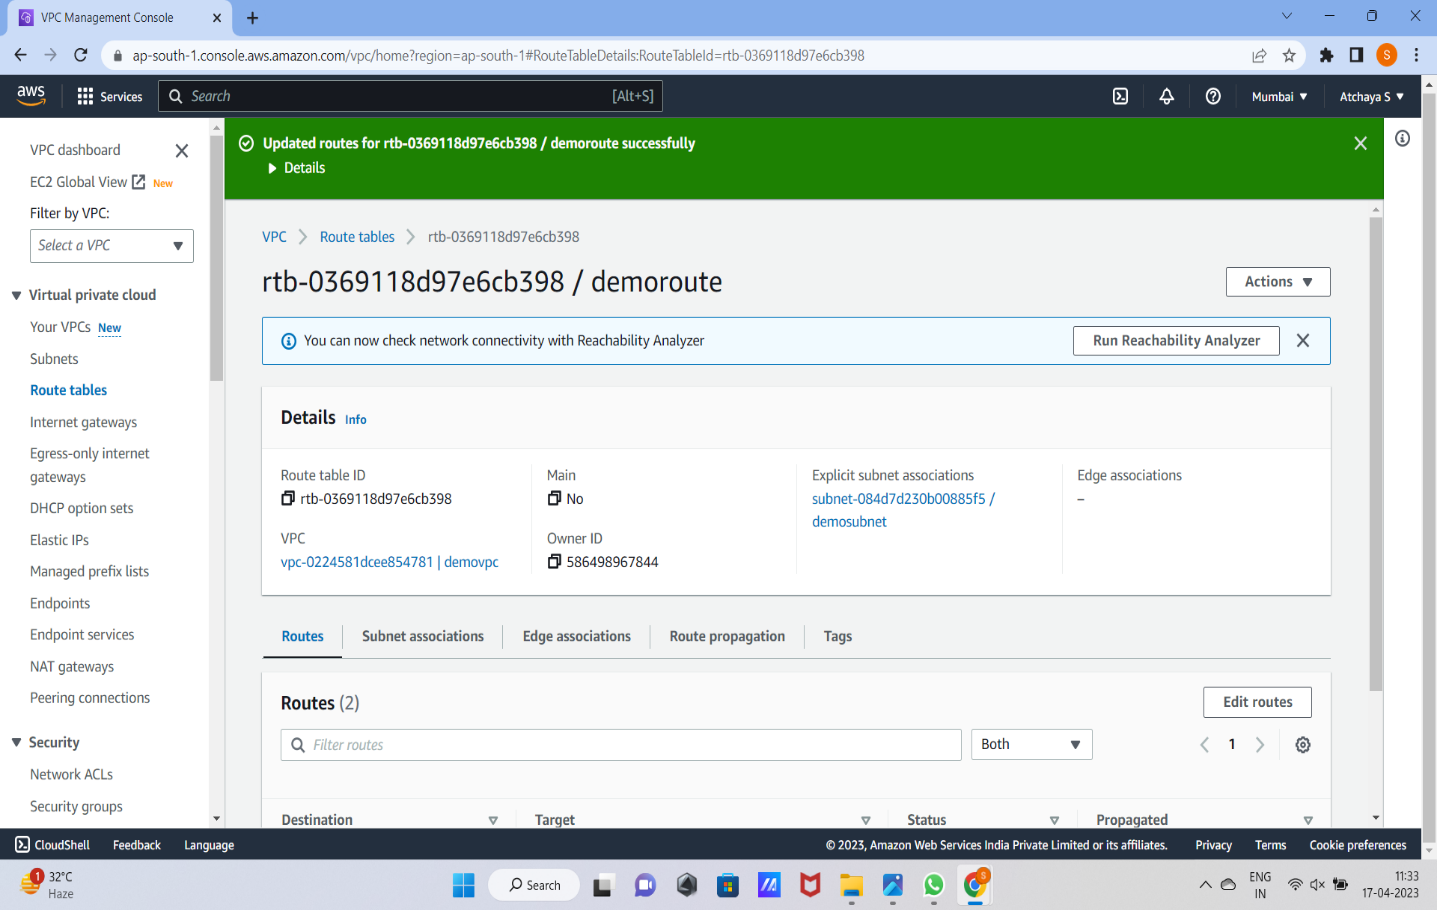 VPC Management Console
ap-south-1.console.aws.amazon.com/vpc/home?region=ap-south-1#RouteTableDetails:RouteTableId=rtb-0369118d97e6cb398
S
aws
Services
Search
[Alt+S]
Mumbai
Atchaya S
VPC dashboard
EC2 Global View New
Filter by VPC:
Select a VPC
Virtual private cloud
Your VPCs New
Subnets
Route tables
Internet gateways
Egress-only internet
gateways
DHCP option sets
Elastic IPs
Managed prefix lists
Endpoints
Endpoint services
NAT gateways
Peering connections
Security
Network ACLs
Security groups
Updated routes for rtb-0369118d97e6cb398 / demoroute successfully
Details
VPC Route tables rtb-0369118d97e6cb398
rtb-0369118d97e6cb398 / demoroute
Actions
You can now check network connectivity with Reachability Analyzer
Run Reachability Analyzer
Details Info
Route table ID
rtb-0369118d97e6cb398
VPC
vpc-0224581dcee854781 | demovpc
Main
No
Owner ID
586498967844
Explicit subnet associations
subnet-084d7d230b00885f5 /
demosubnet
Edge associations
–
Routes Subnet associations Edge associations Route propagation Tags
Routes (2)
Edit routes
Filter routes
Both
1
Destination Target Status Propagated
CloudShell Feedback Language
© 2023, Amazon Web Services India Private Limited or its affiliates. Privacy Terms Cookie preferences
1
32°C
Haze
Search
S
ENG
IN
11:33
17-04-2023